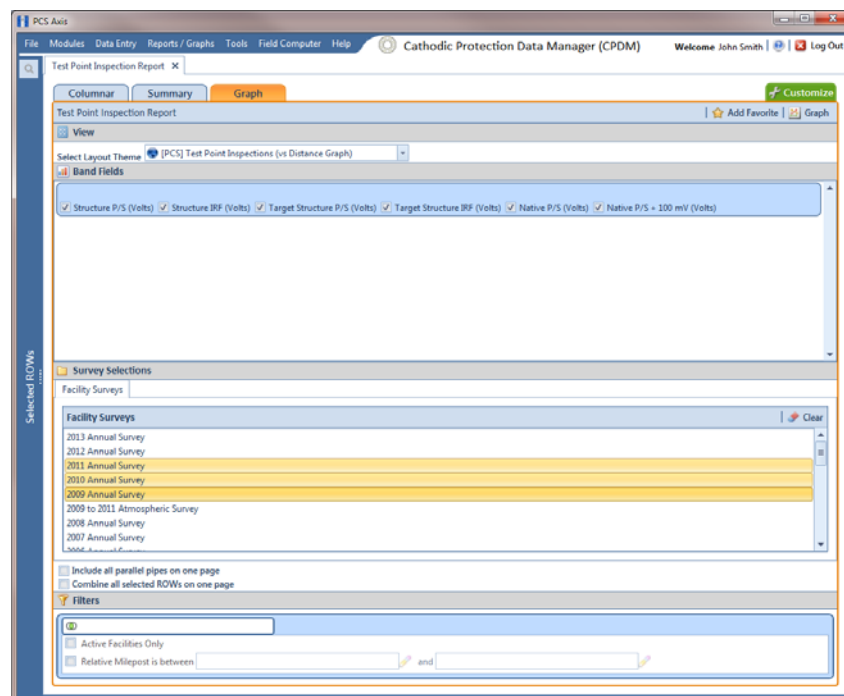 PCS Axis
File Modules Data Entry Reports / Graphs Tools Field Computer Help Cathodic Protection Data Manager (CPDM) Welcome John Smith Log Out
Test Point Inspection Report X
Columnar Summary Graph Customize
Test Point Inspection Report Add Favorite Graph
View
Select Layout Theme [PCS] Test Point Inspections (vs Distance Graph)
Band Fields
Structure P/S (Volts) Structure IRF (Volts) Target Structure P/S (Volts) Target Structure IRF (Volts) Native P/S (Volts) Native P/S + 100 mV (Volts)
Selected ROWs
Survey Selections
Facility Surveys
Facility Surveys Clear
2013 Annual Survey
2012 Annual Survey
2011 Annual Survey
2010 Annual Survey
2009 Annual Survey
2009 to 2011 Atmospheric Survey
2008 Annual Survey
2007 Annual Survey
Include all parallel pipes on one page
Combine all selected ROWs on one page
Filters
Active Facilities Only
Relative Milepost is between and